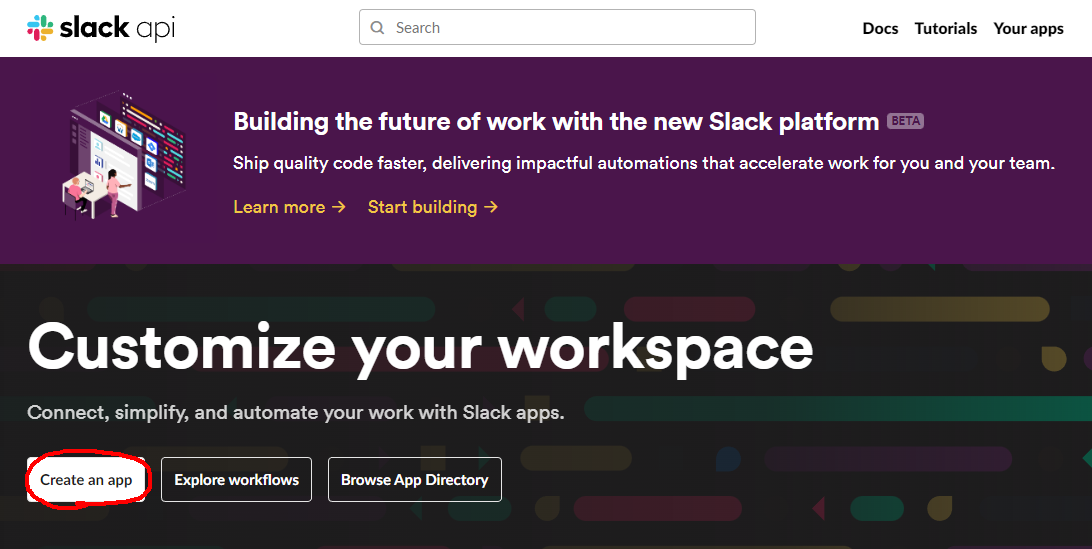 slack api
Search
Docs Tutorials Your apps
Building the future of work with the new Slack platform BETA
Ship quality code faster, delivering impactful automations that accelerate work for you and your team.
Learn more → Start building →
Customize your workspace
Connect, simplify, and automate your work with Slack apps.
Create an app Explore workflows Browse App Directory